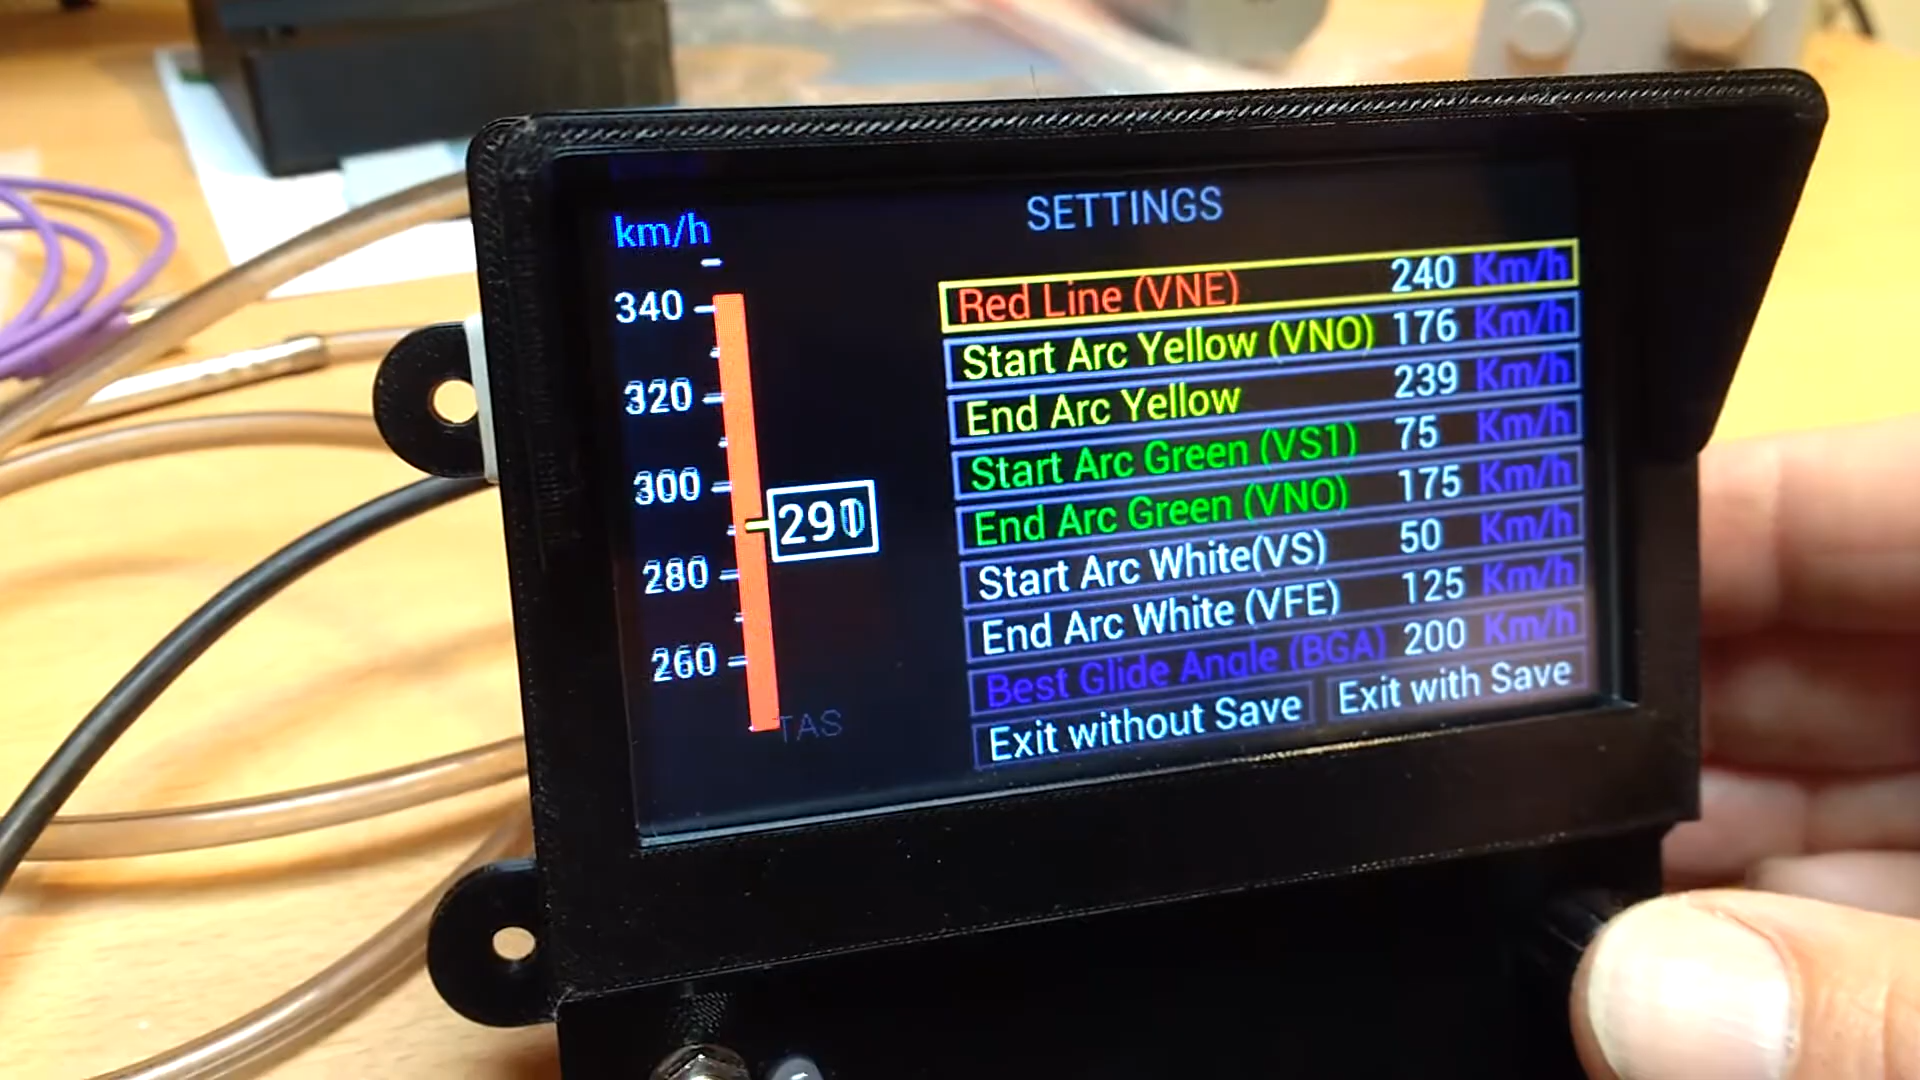 SETTINGS
km/h
340
320
300
280
260
TAS
Red Line (VNE) 240 Km/h
Start Arc Yellow (VNO) 176 Km/h
End Arc Yellow 239 Km/h
Start Arc Green (VS1) 75 Km/h
End Arc Green (VNO) 175 Km/h
Start Arc White(VS) 50 Km/h
End Arc White (VFE) 125 Km/h
Best Glide Angle (BGA) 200 Km/h
Exit without Save Exit with Save